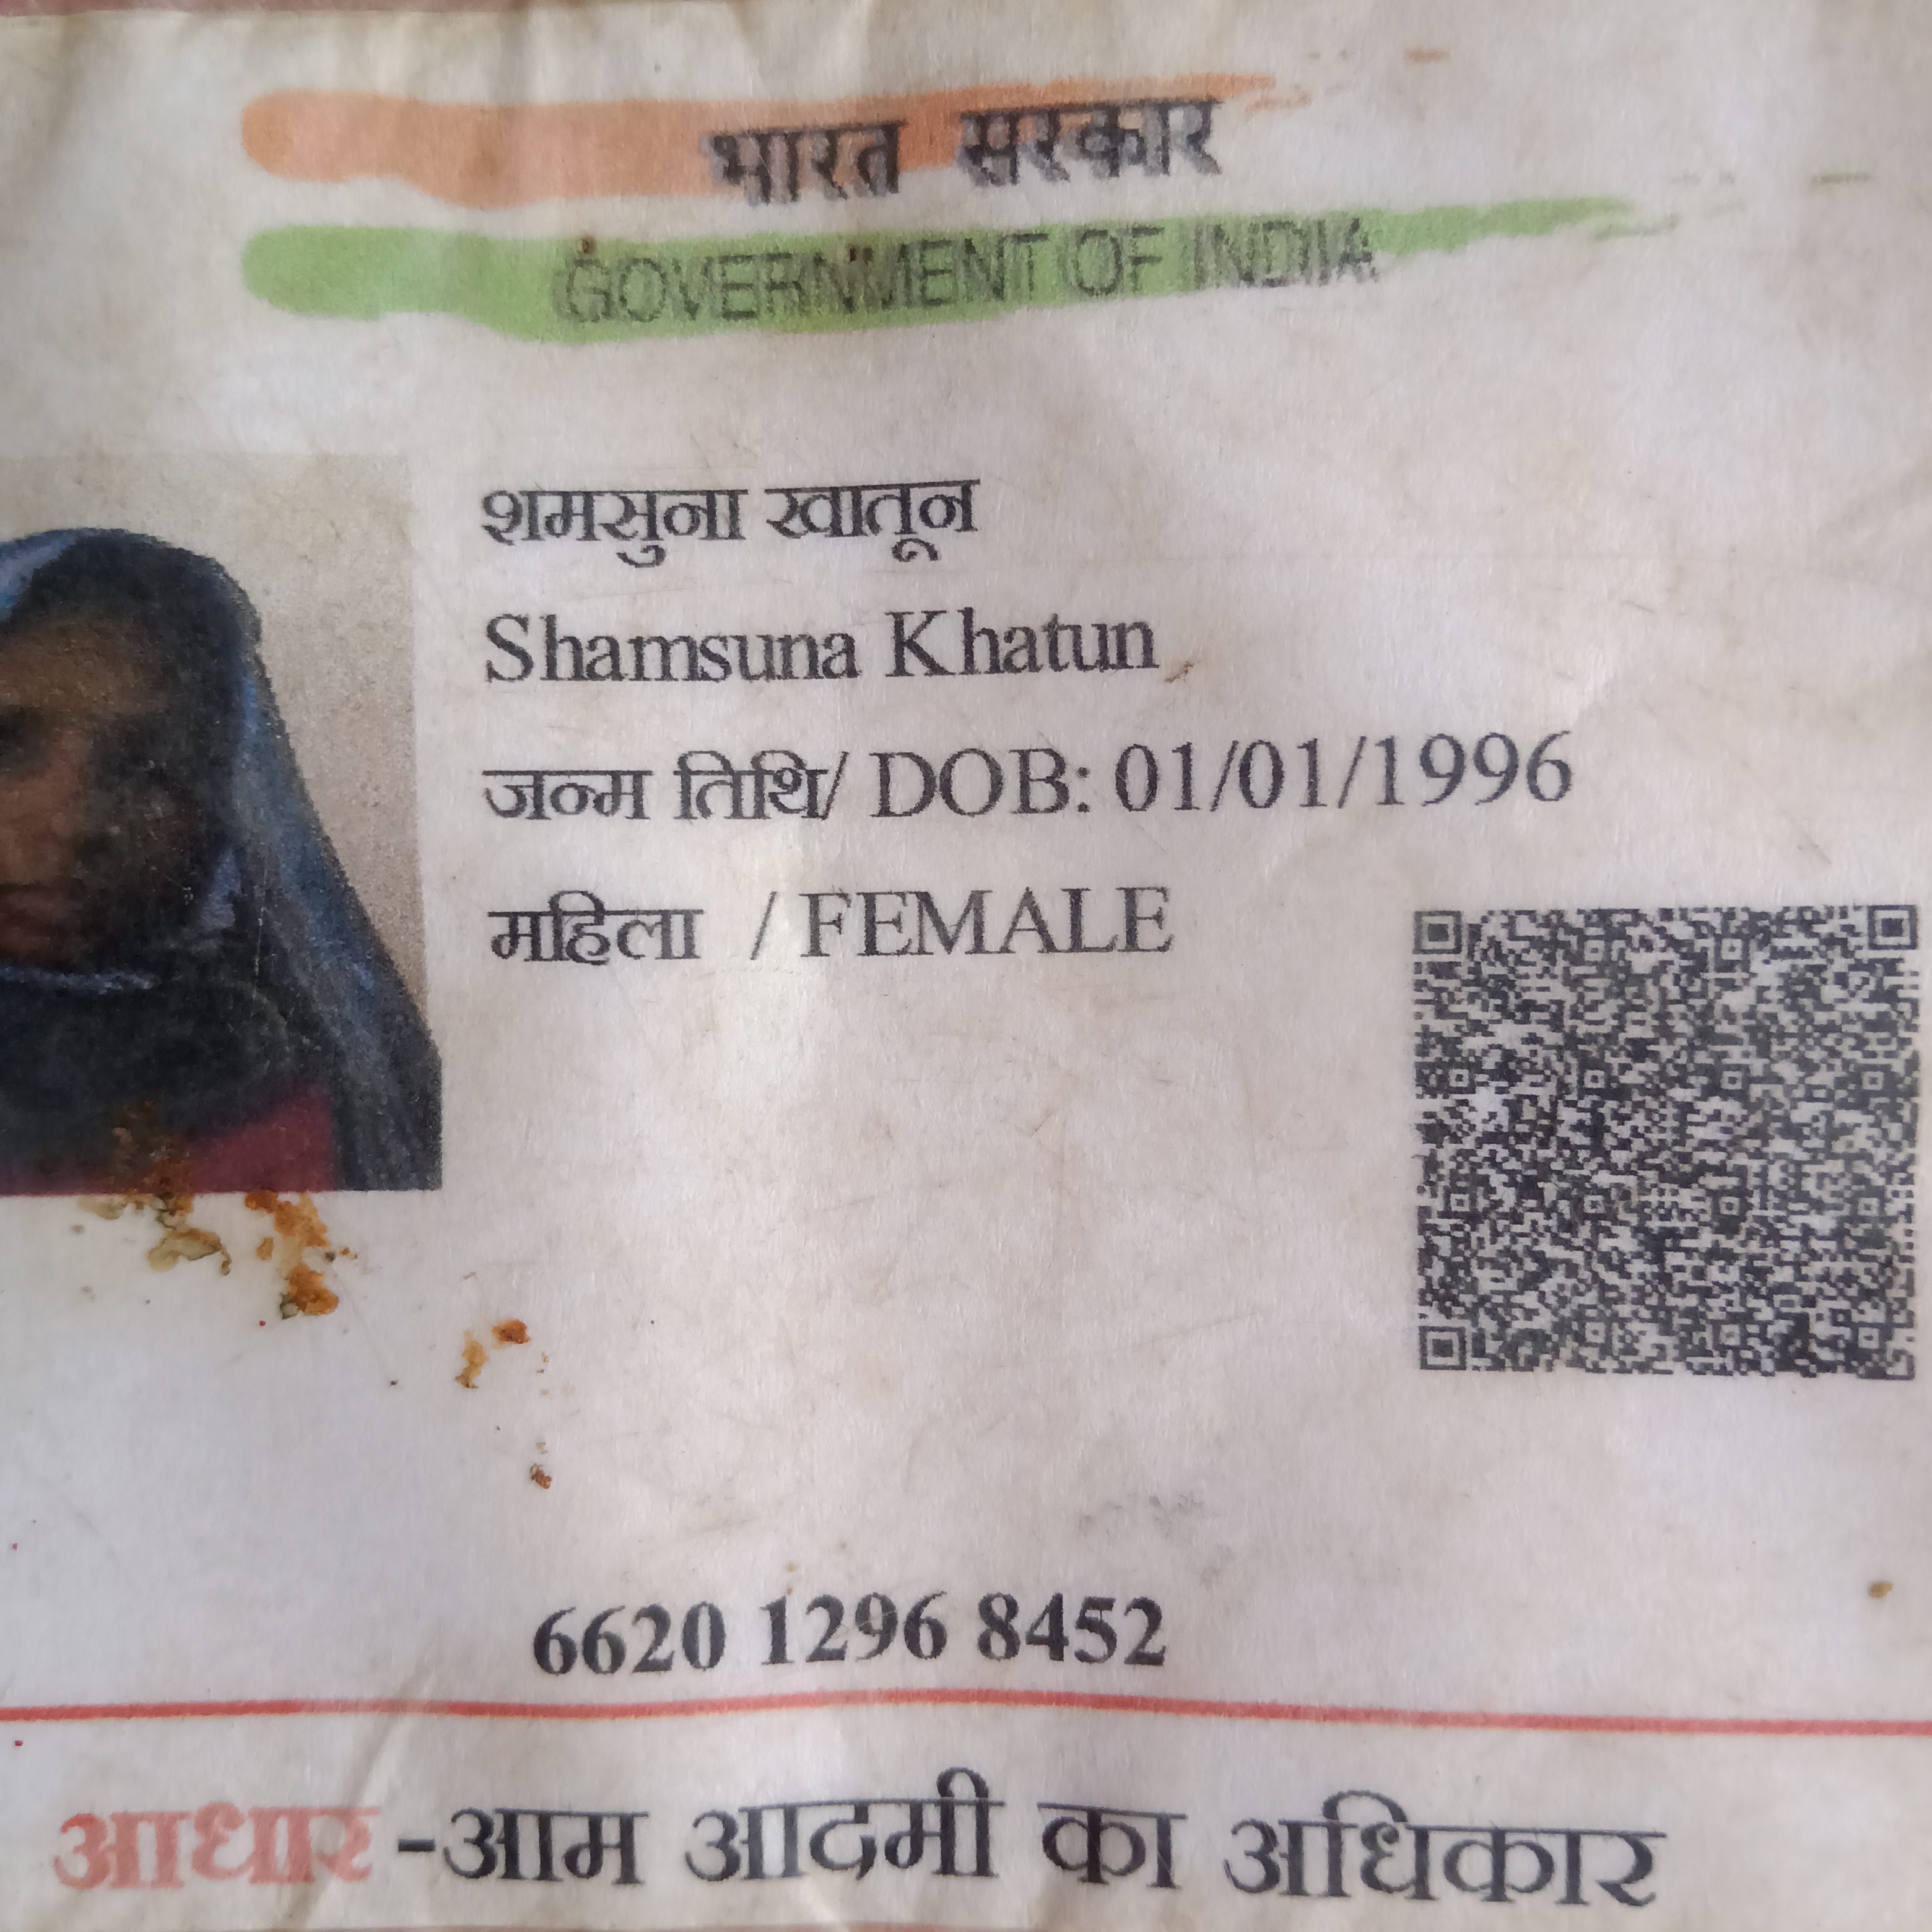 भारत सरकार
GOVERNMENT OF INDIA
शमसुना खातून
Shamsuna Khatun
जन्म तिथि/ DOB: 01/01/1996
महिला / FEMALE
6620 1296 8452
आधार -आम आदमी का अधिकार